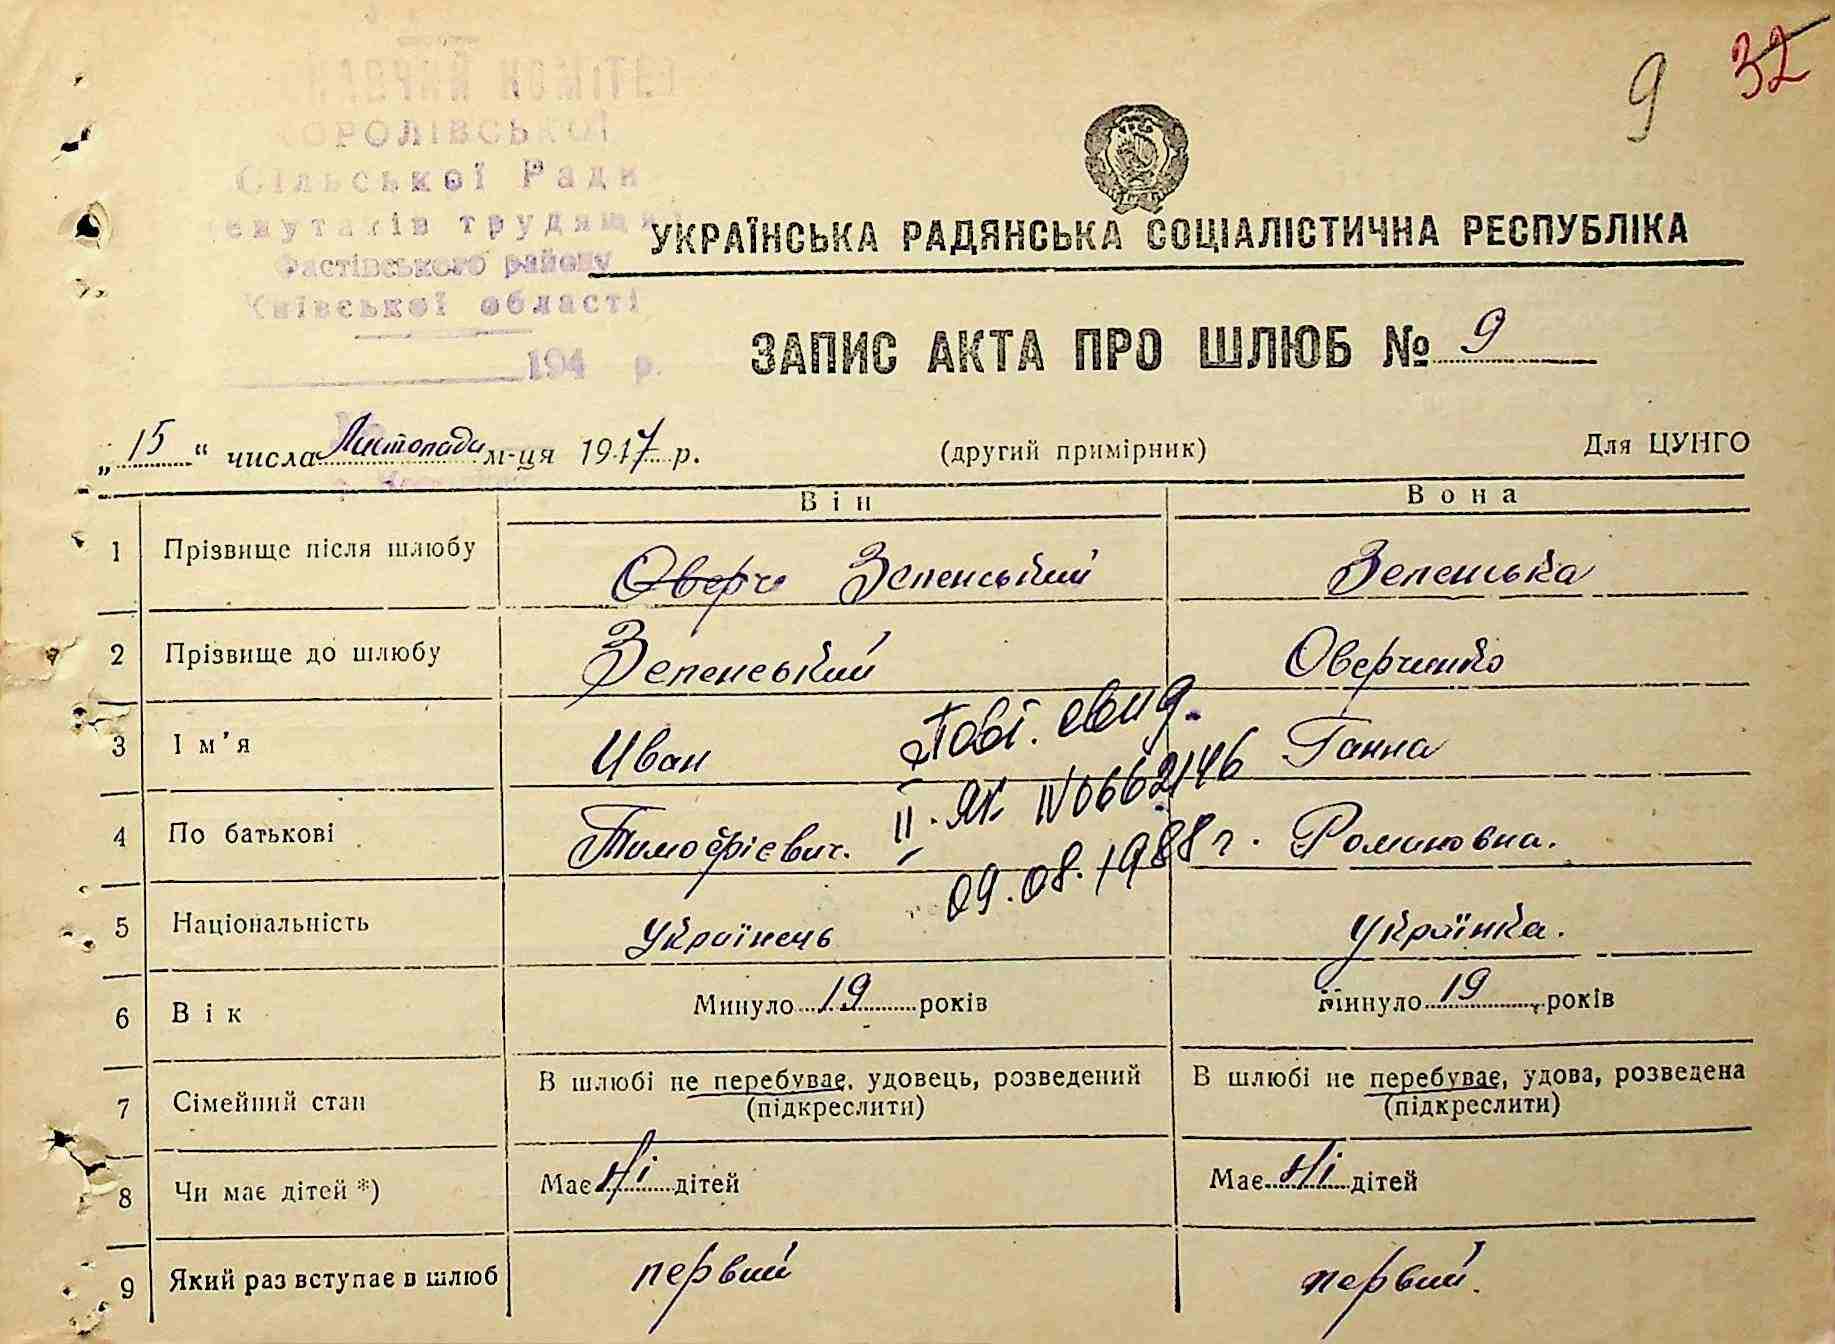 9 32
КОМІТЕТ
КОРОЛІВСЬКОЇ
Сільської Ради
депутатів трудящих
Фастівського району
Київської області
194 р.
УКРАЇНСЬКА РАДЯНСЬКА СОЦІАЛІСТИЧНА РЕСПУБЛІКА
ЗАПИС АКТА ПРО ШЛЮБ № 9
„15“ числа Листопада м-ця 1947 р. (другий примірник) Для ЦУНГО
Він Вона
1 Прізвище після шлюбу Оверч Зеленський Зеленська
2 Прізвище до шлюбу Зеленський Оверченко
3 Ім'я Иван Ганна
Повт. свид.
II-ЯК №0662146
09.08.1988 г.
4 По батькові Тимофієвич. Романовна.
5 Національність Українець Українка.
6 Вік Минуло 19 років Минуло 19 років
7 Сімейний стан В шлюбі не перебуває, удовець, розведений В шлюбі не перебуває, удова, розведена
(підкреслити) (підкреслити)
8 Чи має дітей *) Має Ні дітей Має Ні дітей
9 Який раз вступає в шлюб первий первий.